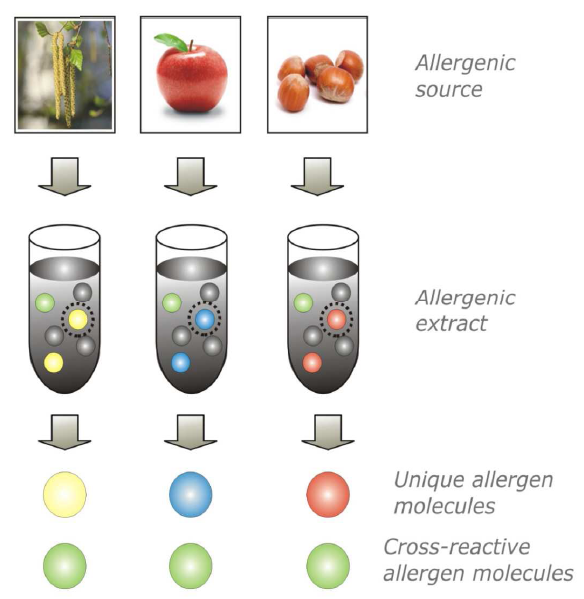 Allergenic
source
Allergenic
extract
Unique allergen
molecules
Cross-reactive
allergen molecules